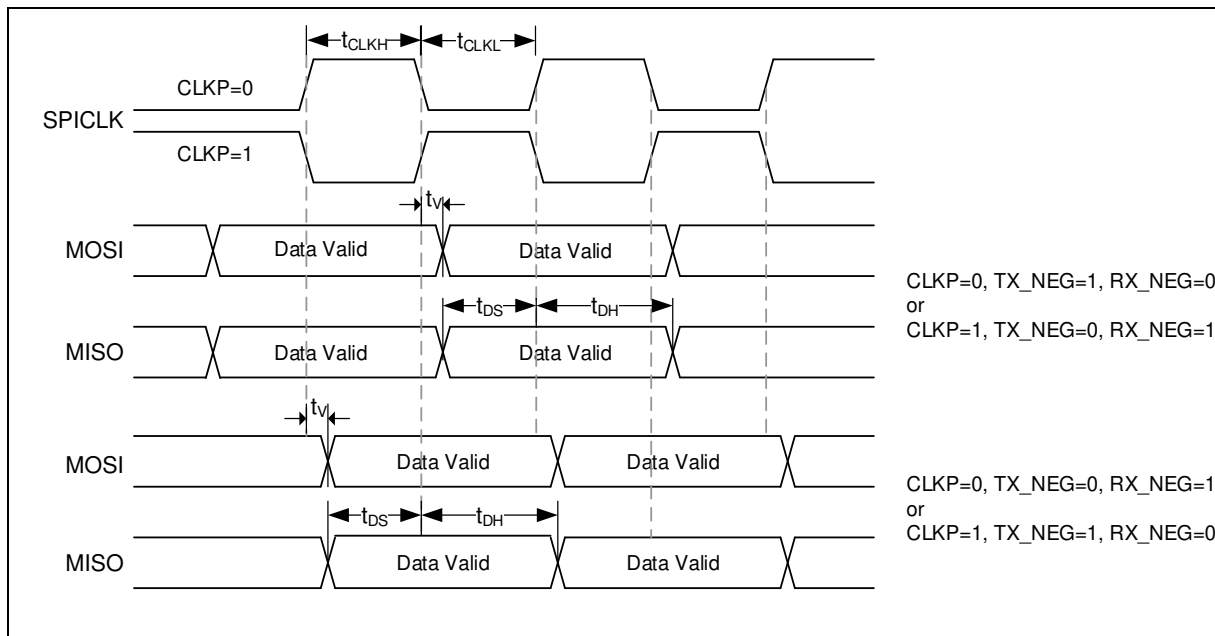 tCLKH tCLKL
CLKP=0
SPICLK
CLKP=1
tV
MOSI Data Valid Data Valid
CLKP=0, TX_NEG=1, RX_NEG=0
or
CLKP=1, TX_NEG=0, RX_NEG=1
tDS tDH
MISO Data Valid Data Valid
tV
MOSI Data Valid Data Valid
CLKP=0, TX_NEG=0, RX_NEG=1
or
CLKP=1, TX_NEG=1, RX_NEG=0
tDS tDH
MISO Data Valid Data Valid